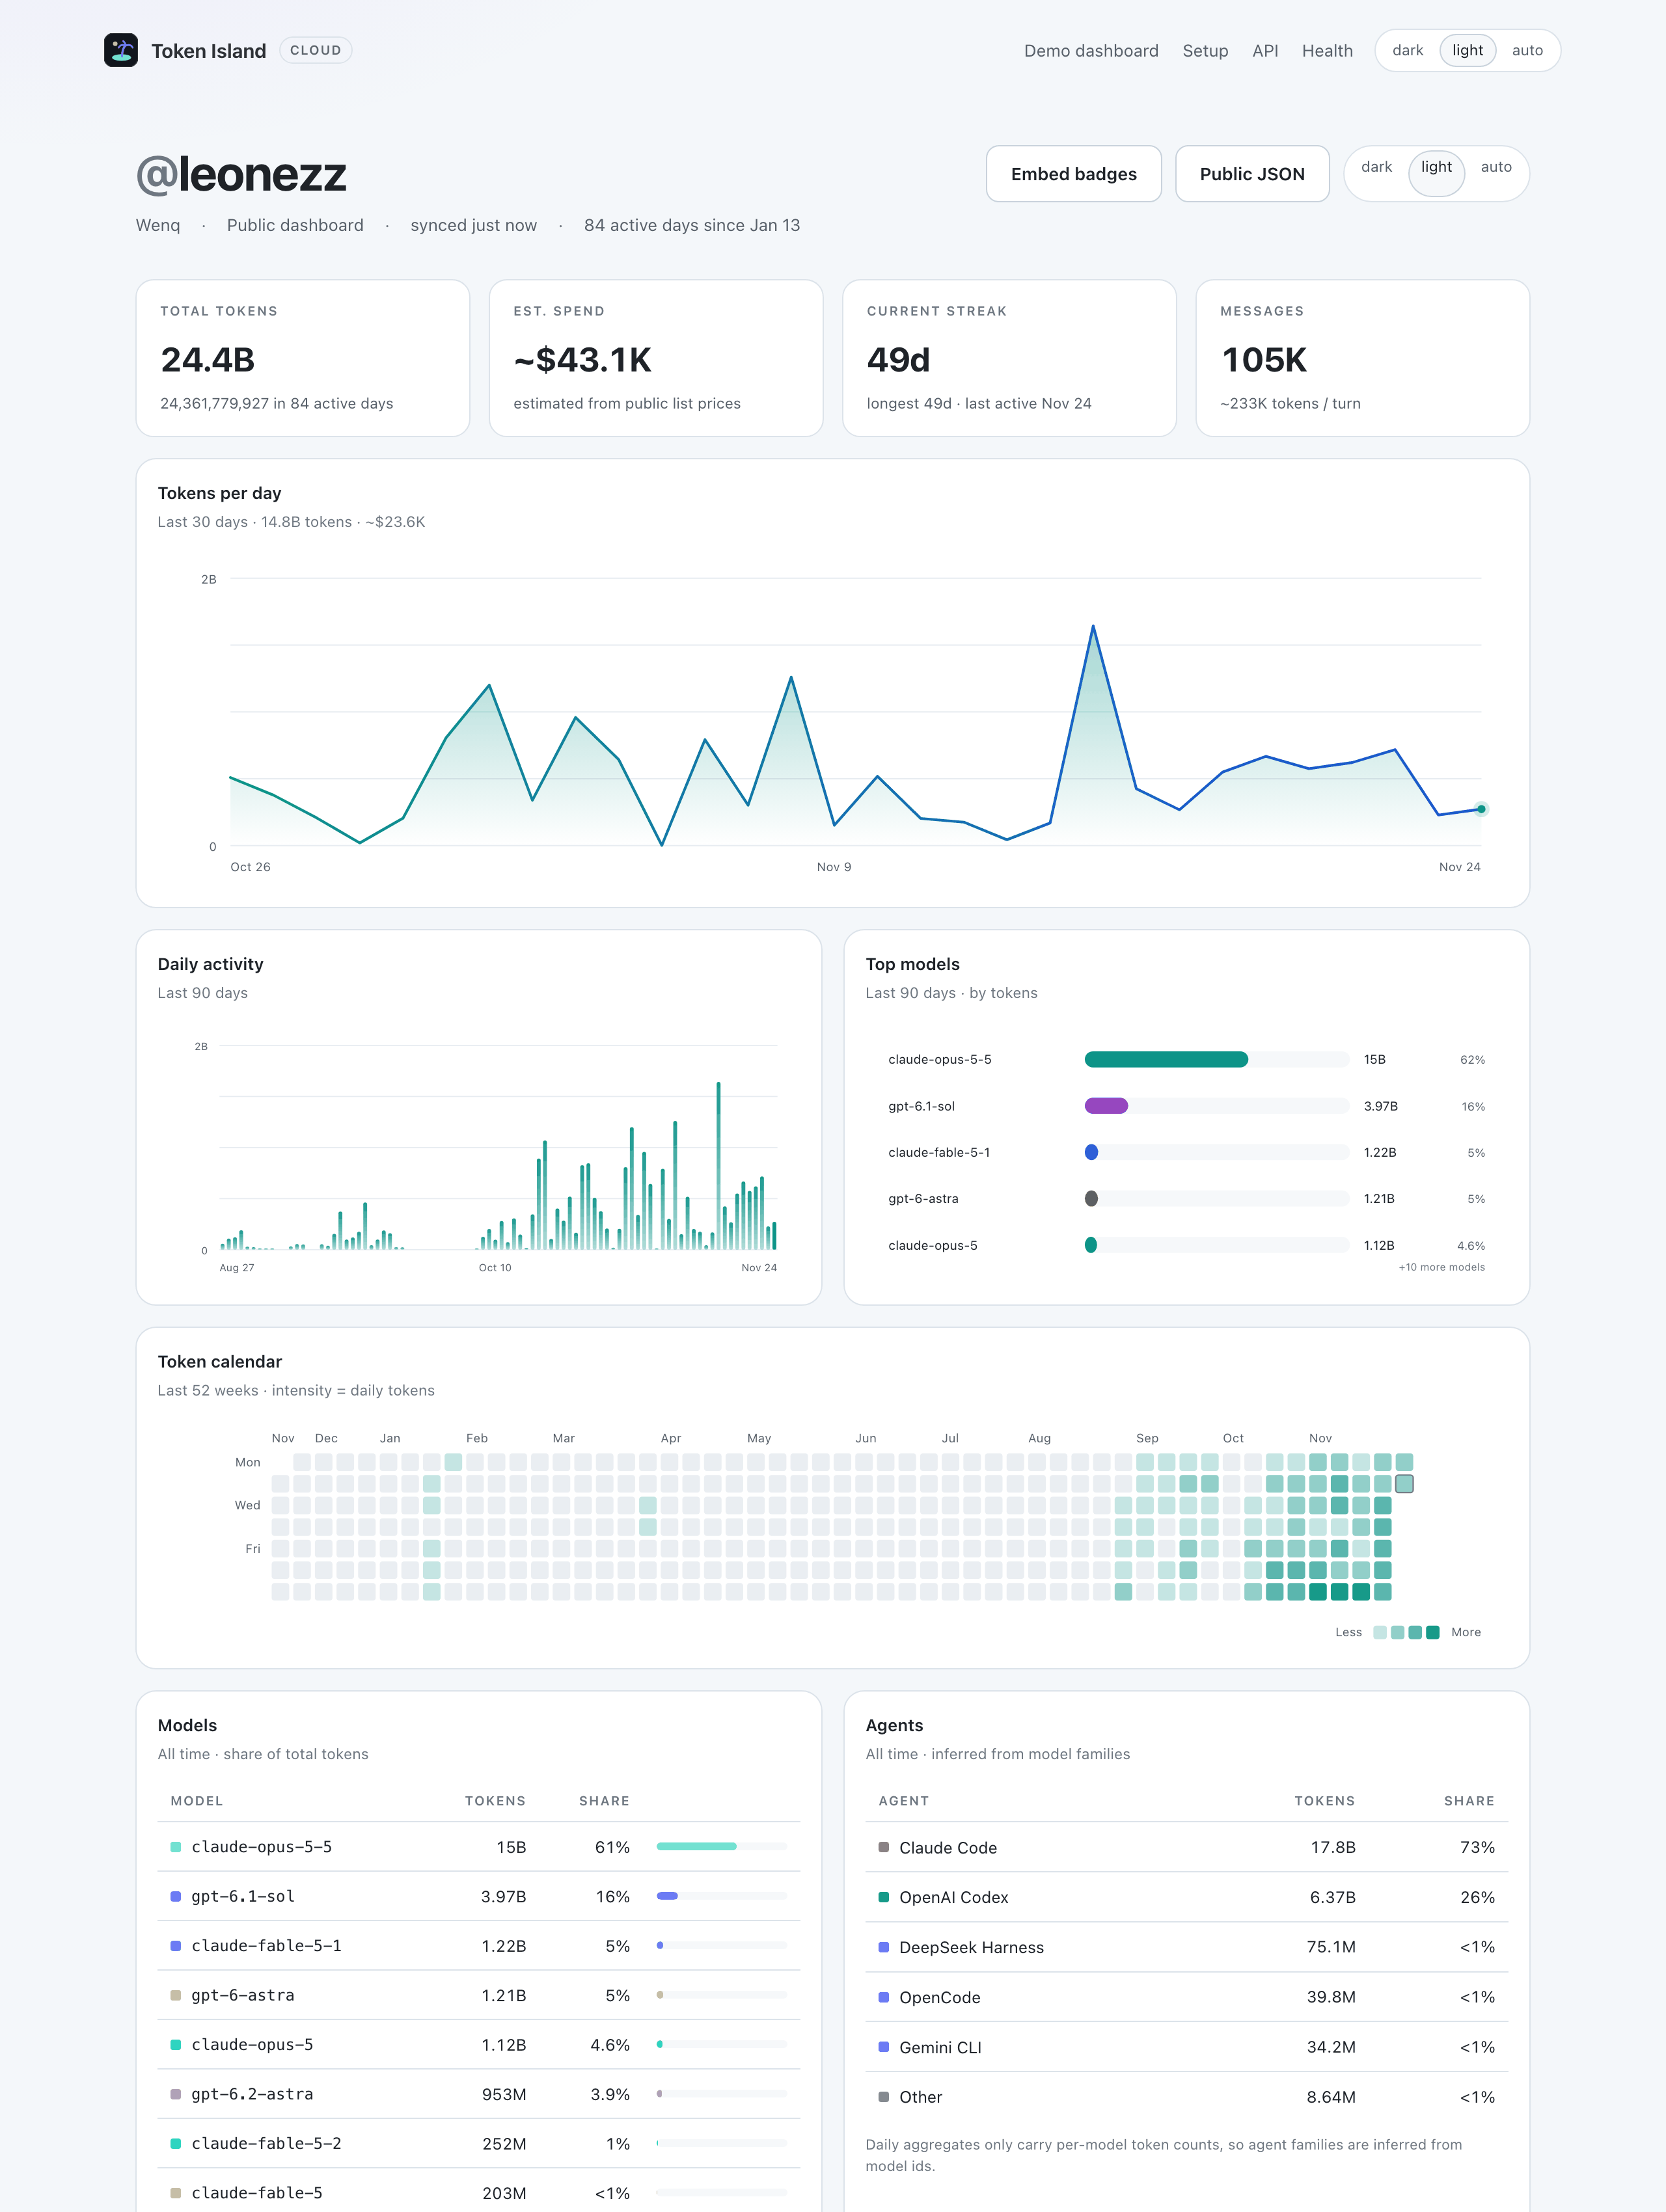 Token Island CLOUD Demo dashboard Setup API Health dark light auto
@leonezz Embed badges Public JSON dark light auto
Wenq · Public dashboard · synced just now · 84 active days since Jan 13
TOTAL TOKENS
24.4B
24,361,779,927 in 84 active days
EST. SPEND
~$43.1K
estimated from public list prices
CURRENT STREAK
49d
longest 49d · last active Nov 24
MESSAGES
105K
~233K tokens / turn
Tokens per day
Last 30 days · 14.8B tokens · ~$23.6K
2B
0
Oct 26 Nov 9 Nov 24
Daily activity
Last 90 days
2B
0
Aug 27 Oct 10 Nov 24
Top models
Last 90 days · by tokens
claude-opus-5-5 15B 62%
gpt-6.1-sol 3.97B 16%
claude-fable-5-1 1.22B 5%
gpt-6-astra 1.21B 5%
claude-opus-5 1.12B 4.6%
+10 more models
Token calendar
Last 52 weeks · intensity = daily tokens
Nov Dec Jan Feb Mar Apr May Jun Jul Aug Sep Oct Nov
Mon
Wed
Fri
Less More
Models
All time · share of total tokens
MODEL TOKENS SHARE
claude-opus-5-5 15B 61%
gpt-6.1-sol 3.97B 16%
claude-fable-5-1 1.22B 5%
gpt-6-astra 1.21B 5%
claude-opus-5 1.12B 4.6%
gpt-6.2-astra 953M 3.9%
claude-fable-5-2 252M 1%
claude-fable-5 203M <1%
Agents
All time · inferred from model families
AGENT TOKENS SHARE
Claude Code 17.8B 73%
OpenAI Codex 6.37B 26%
DeepSeek Harness 75.1M <1%
OpenCode 39.8M <1%
Gemini CLI 34.2M <1%
Other 8.64M <1%
Daily aggregates only carry per-model token counts, so agent families are inferred from
model ids.